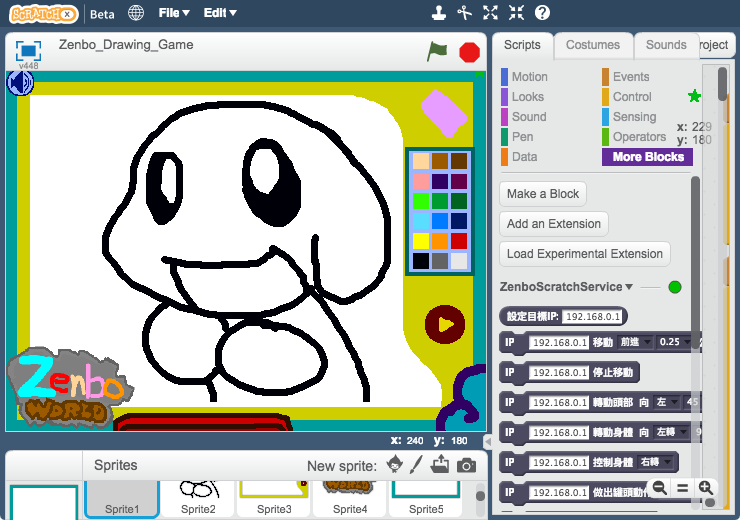 SCRATCHX
Beta
File▼
Edit▼
Zenbo_Drawing_Game
v448
Scripts
Costumes
Sounds
roject
Motion
Looks
Sound
Pen
Data
Events
Control
Sensing
Operators
More Blocks
x: 229
y: 180
Make a Block
Add an Extension
Load Experimental Extension
ZenboScratchService▼
設定目標IP: 192.168.0.1
IP 192.168.0.1 移動 前進 0.25
IP 192.168.0.1 停止移動
IP 192.168.0.1 轉動頭部 向 左 45
IP 192.168.0.1 轉動身體 向 左轉 9
IP 192.168.0.1 控制身體 右轉
IP 192.168.0.1 做出罐頭動
Zenbo
WORLD
x: 240 y: 180
Sprites
New sprite:
Sprite1
Sprite2
Sprite3
Sprite4
Sprite5